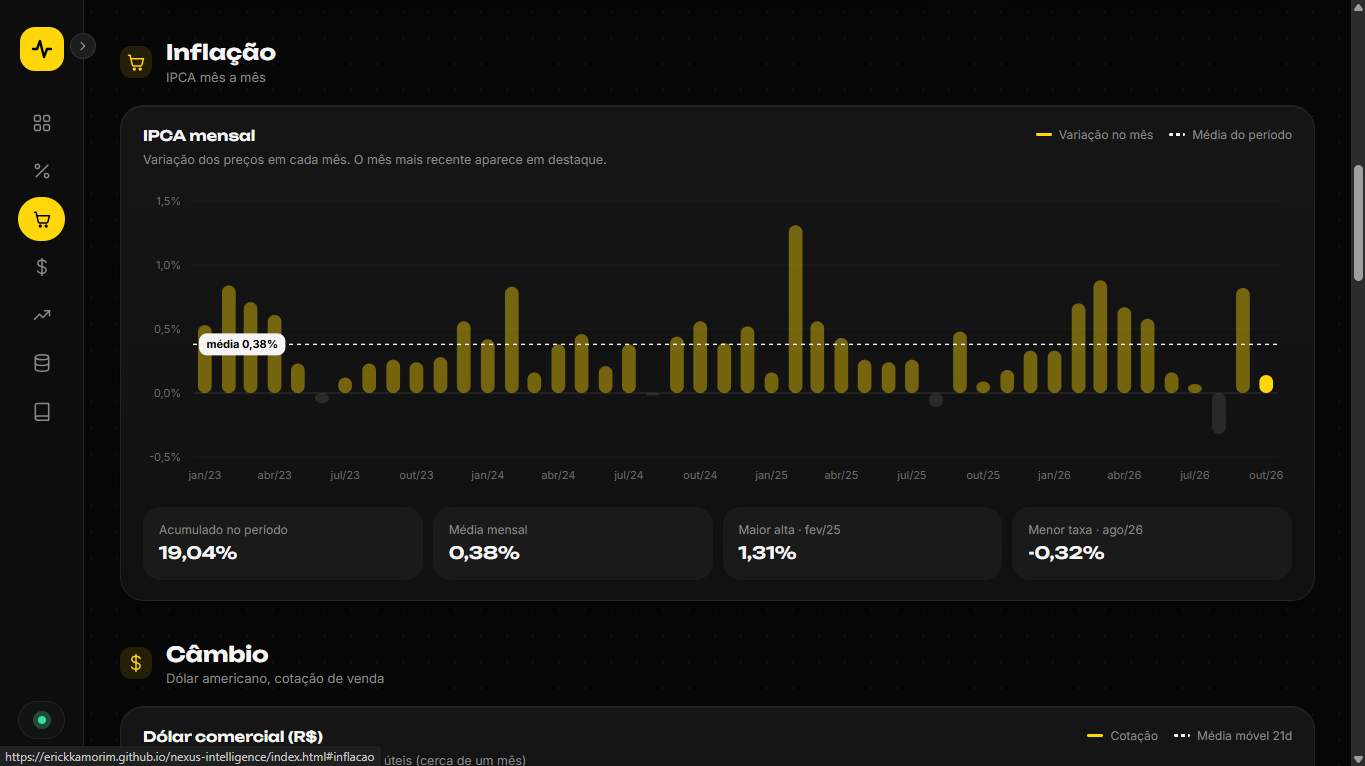 Inflação
IPCA mês a mês
IPCA mensal
Variação no mês
Média do período
Variação dos preços em cada mês. O mês mais recente aparece em destaque.
1,5%
1,0%
0,5%
média 0,38%
0,0%
-0,5%
jan/23 abr/23 jul/23 out/23 jan/24 abr/24 jul/24 out/24 jan/25 abr/25 jul/25 out/25 jan/26 abr/26 jul/26 out/26
Acumulado no período
19,04%
Média mensal
0,38%
Maior alta · fev/25
1,31%
Menor taxa · ago/26
-0,32%
Câmbio
Dólar americano, cotação de venda
Dólar comercial (R$)
Cotação
Média móvel 21d
úteis (cerca de um mês)
https://erickkamorim.github.io/nexus-intelligence/index.html#inflacao